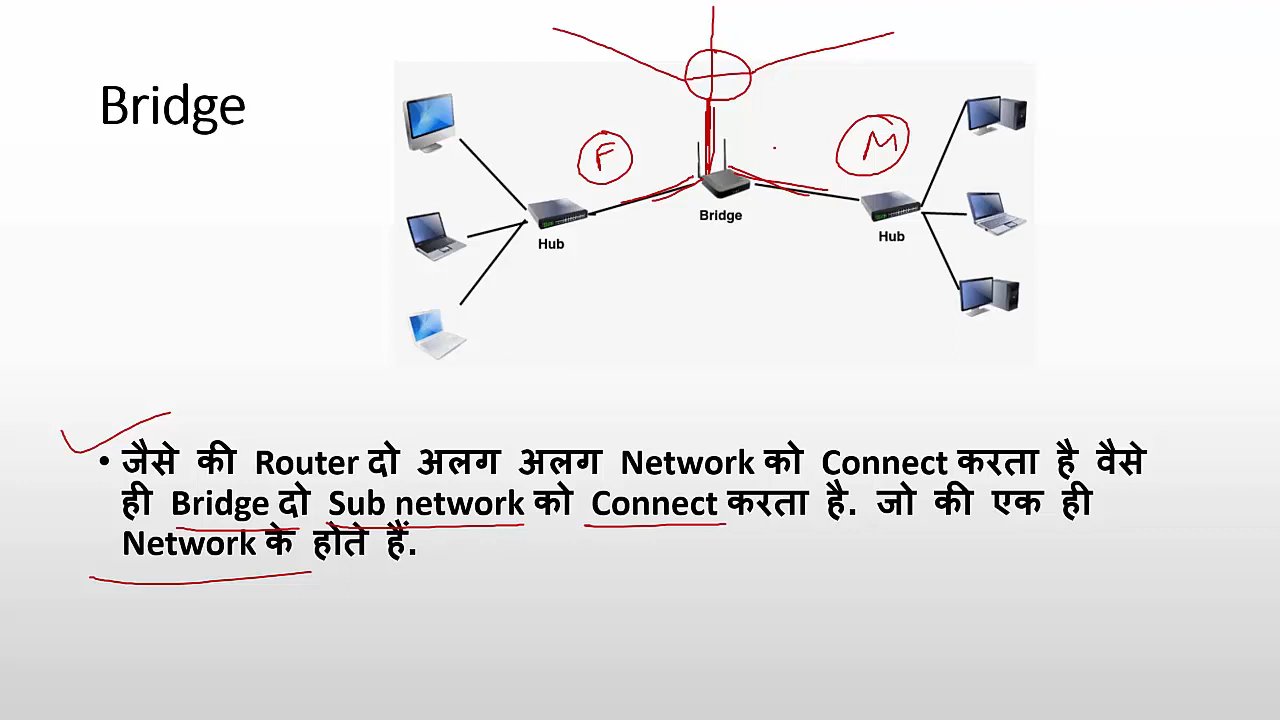 Bridge
F
M
Bridge
Hub
Hub
• जैसे की Router दो अलग अलग Network को Connect करता है वैसे
ही Bridge दो Sub network को Connect करता है. जो की एक ही
Network के होते हैं.